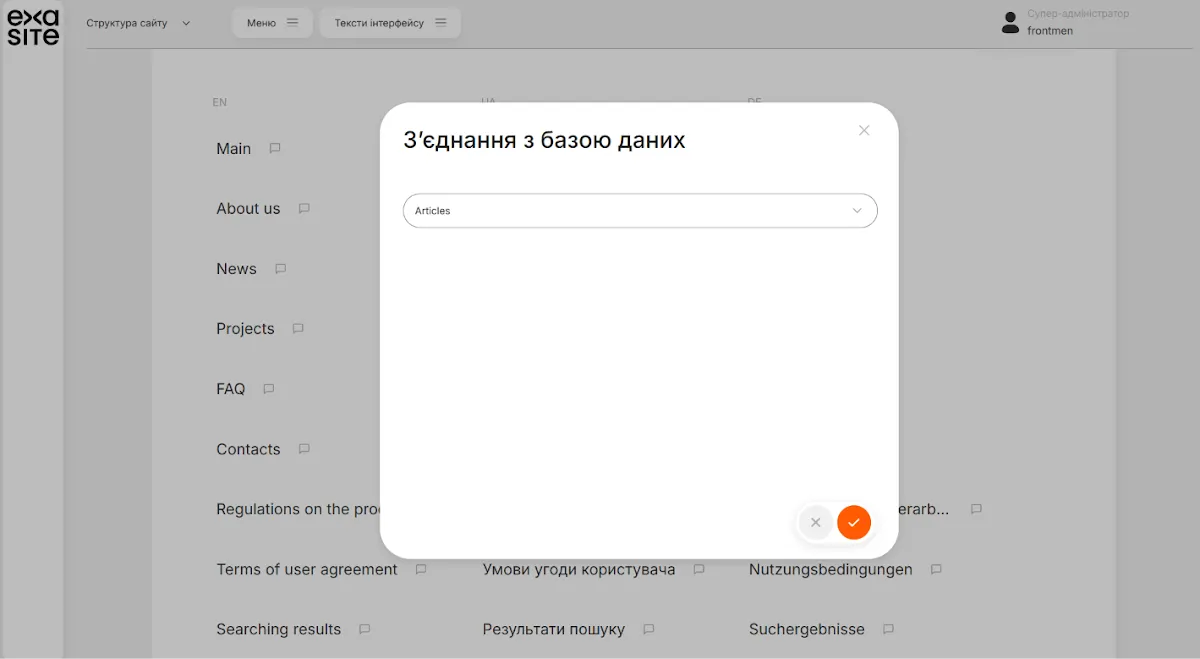 exa
site
Структура сайту
Меню
Тексти інтерфейсу
Супер-адміністратор
frontmen
EN
UA
DE
З’єднання з базою даних
Articles
Main
About us
News
Projects
FAQ
Contacts
Regulations on the
erarb...
Terms of user agreement
Умови угоди користувача
Nutzungsbedingungen
Searching results
Результати пошуку
Suchergebnisse